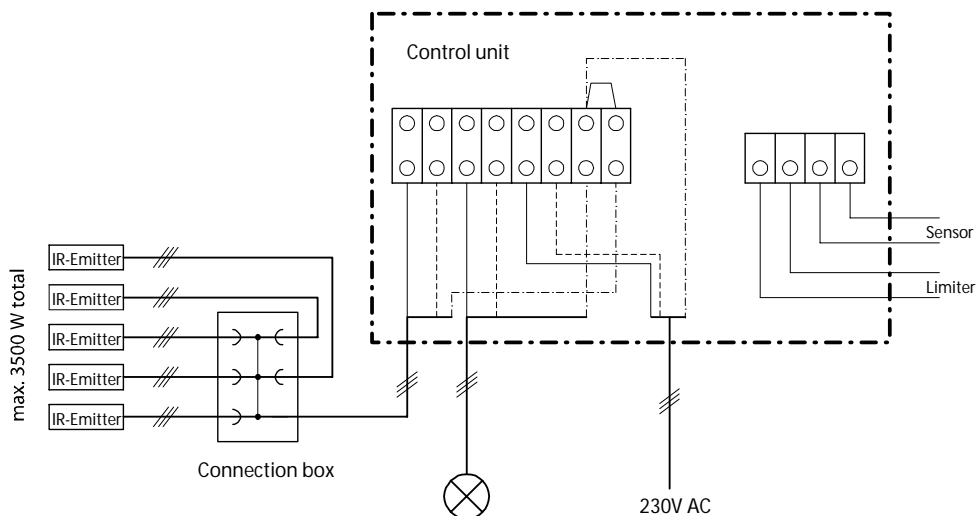 Control unit
Sensor
Limiter
max. 3500 W total
IR-Emitter
IR-Emitter
IR-Emitter
IR-Emitter
IR-Emitter
Connection box
230V AC